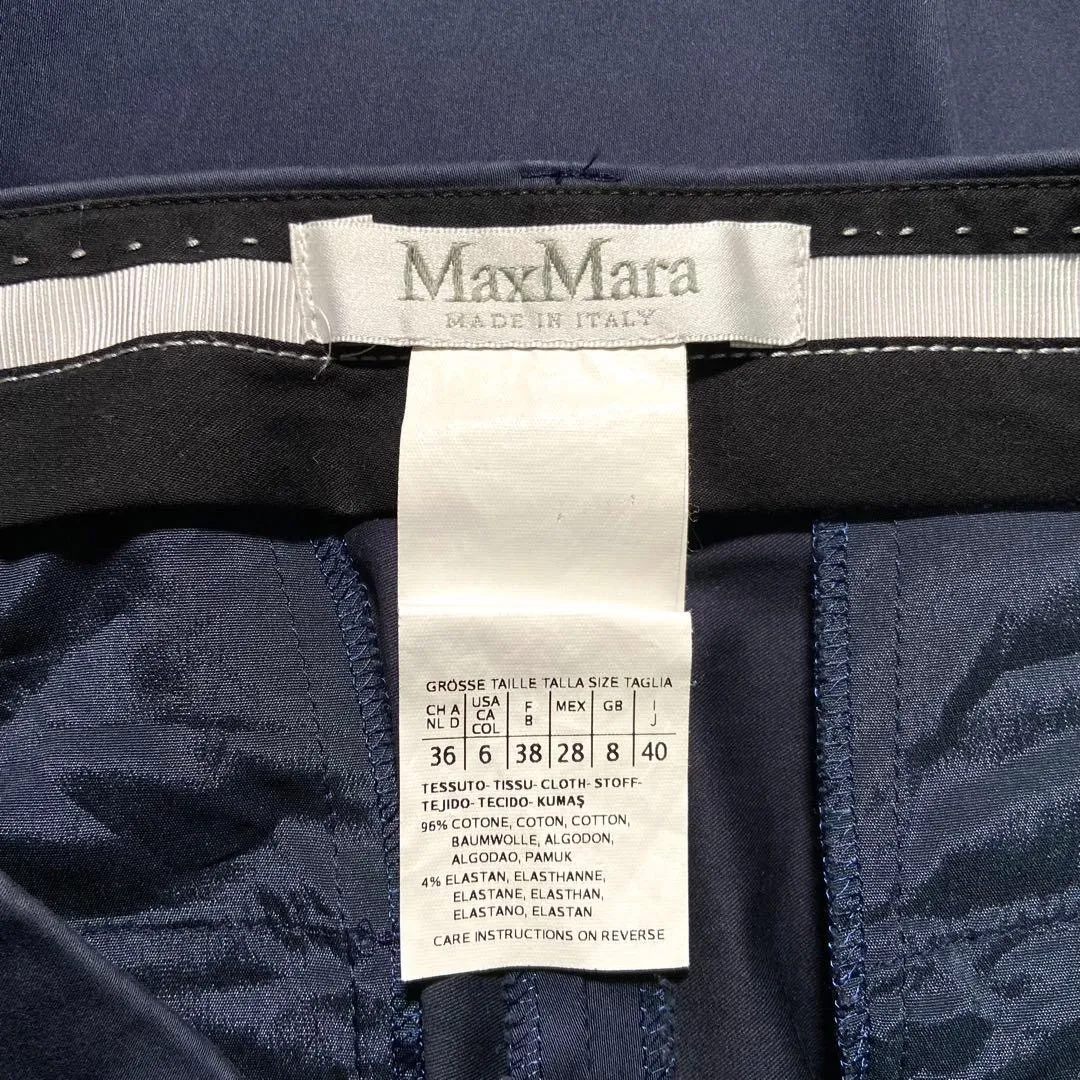 MaxMara
MADE IN ITALY
GRÖSSE TAILLE TALLA SIZE TAGLIA
CH A NL D USA CA COL F B MEX GB I J
36 6 38 28 8 40
TESSUTO- TISSU- CLOTH- STOFF-
TEJIDO- TECIDO- KUMAŞ
96% COTONE, COTON, COTTON,
BAUMWOLLE, ALGODON,
ALGODAO, PAMUK
4% ELASTAN, ELASTHANNE,
ELASTANE, ELASTHAN,
ELASTANO, ELASTAN
CARE INSTRUCTIONS ON REVERSE